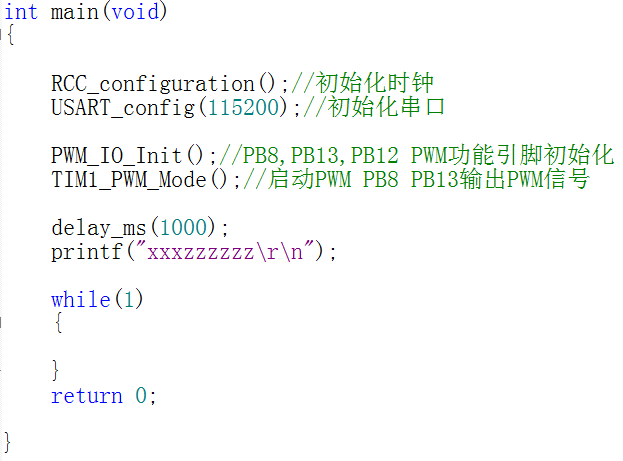 int main(void)
{
RCC_configuration();//初始化时钟
USART_config(115200);//初始化串口
PWM_IO_Init();//PB8,PB13,PB12 PWM功能引脚初始化
TIM1_PWM_Mode();//启动PWM PB8 PB13输出PWM信号
delay_ms(1000);
printf("xxxzzzzzz\r\n");
while(1)
{
}
return 0;
}